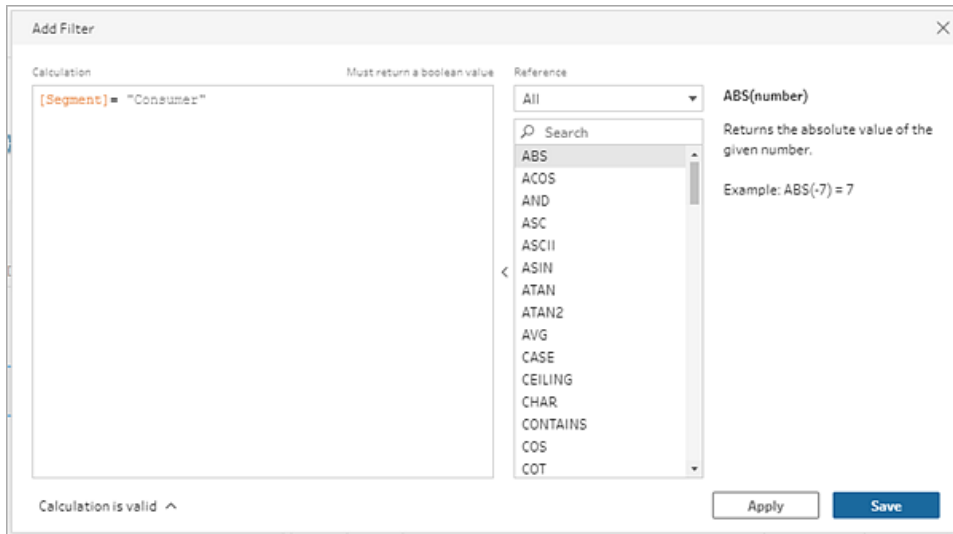 Add Filter
Calculation
Must return a boolean value
[Segment]= "Consumer"
Calculation is valid
Reference
All
Search
ABS
ACOS
AND
ASC
ASCII
ASIN
ATAN
ATAN2
AVG
CASE
CEILING
CHAR
CONTAINS
COS
COT
ABS(number)
Returns the absolute value of the
given number.
Example: ABS(-7) = 7
Apply
Save